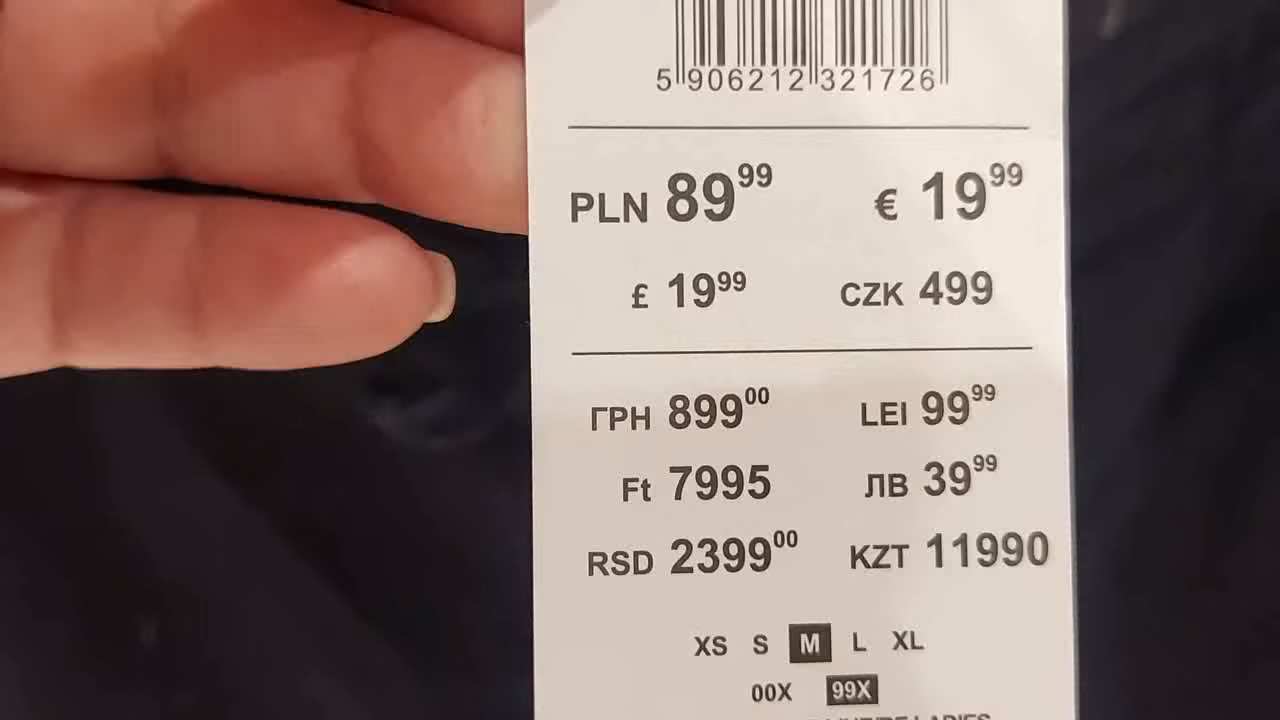 5 906212 321726
PLN 89⁹⁹ € 19⁹⁹
£ 19⁹⁹ CZK 499
ГРН 899⁰⁰ LEI 99⁹⁹
Ft 7995 ЛВ 39⁹⁹
RSD 2399⁰⁰ KZT 11990
XS S M L XL
00X 99X
LADIES